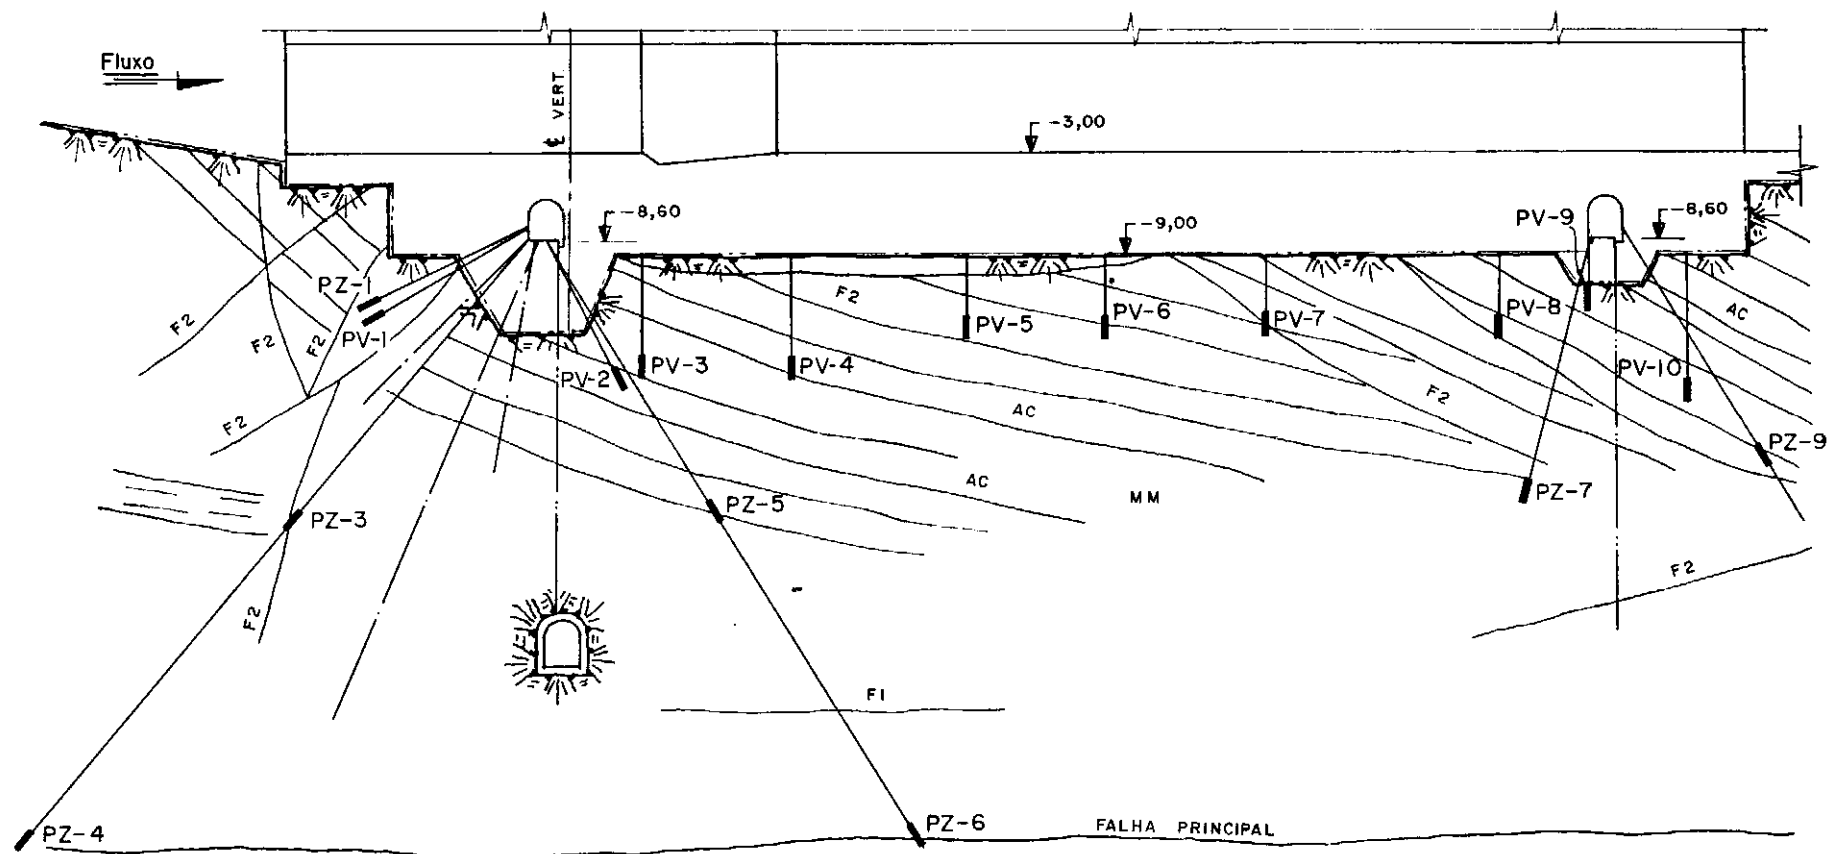 Fluxo
℄ VERT
-3,00
-8,60
PV-9
-8,60
-9,00
PZ-1
PV-1
F2
F2
F2
F2
F2
PV-5
PV-6
PV-7
PV-8
AC
PV-2
PV-3
PV-4
PV-10
F2
F2
AC
PZ-9
AC
MM
PZ-7
PZ-5
PZ-3
F2
F2
F1
PZ-4
PZ-6
FALHA PRINCIPAL